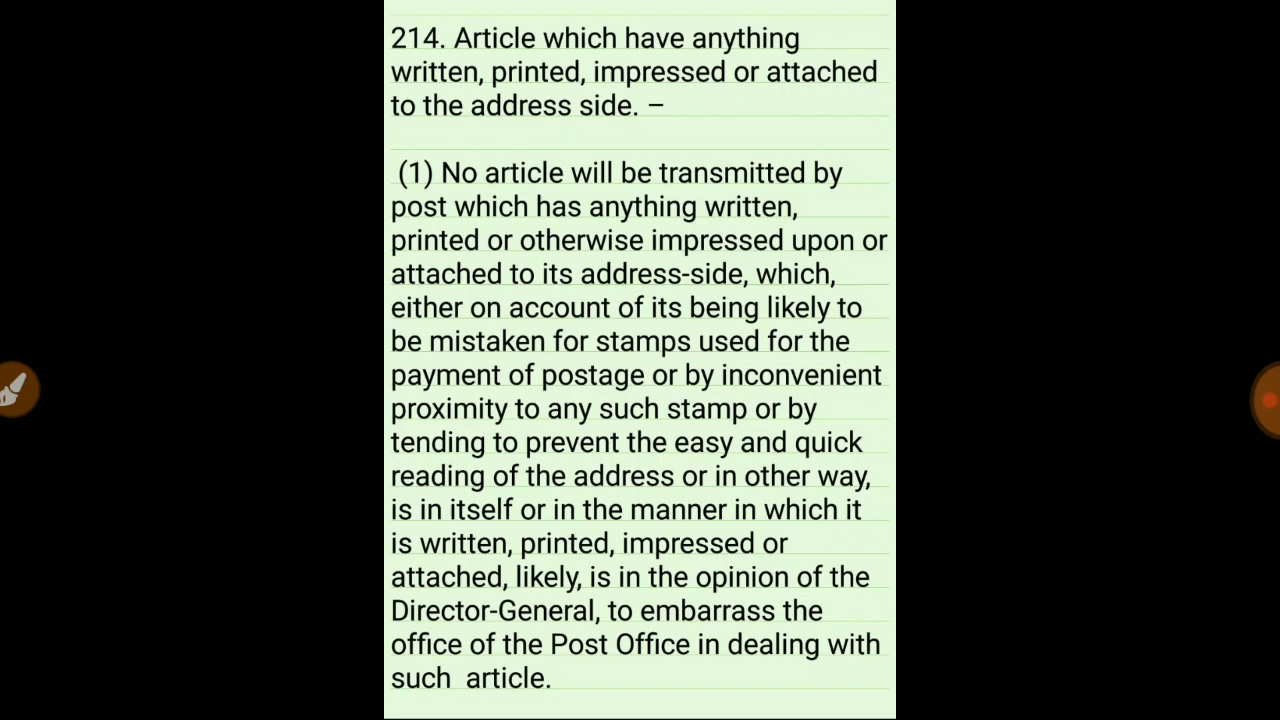 214. Article which have anything
written, printed, impressed or attached
to the address side. –
(1) No article will be transmitted by
post which has anything written,
printed or otherwise impressed upon or
attached to its address-side, which,
either on account of its being likely to
be mistaken for stamps used for the
payment of postage or by inconvenient
proximity to any such stamp or by
tending to prevent the easy and quick
reading of the address or in other way,
is in itself or in the manner in which it
is written, printed, impressed or
attached, likely, is in the opinion of the
Director-General, to embarrass the
office of the Post Office in dealing with
such  article.